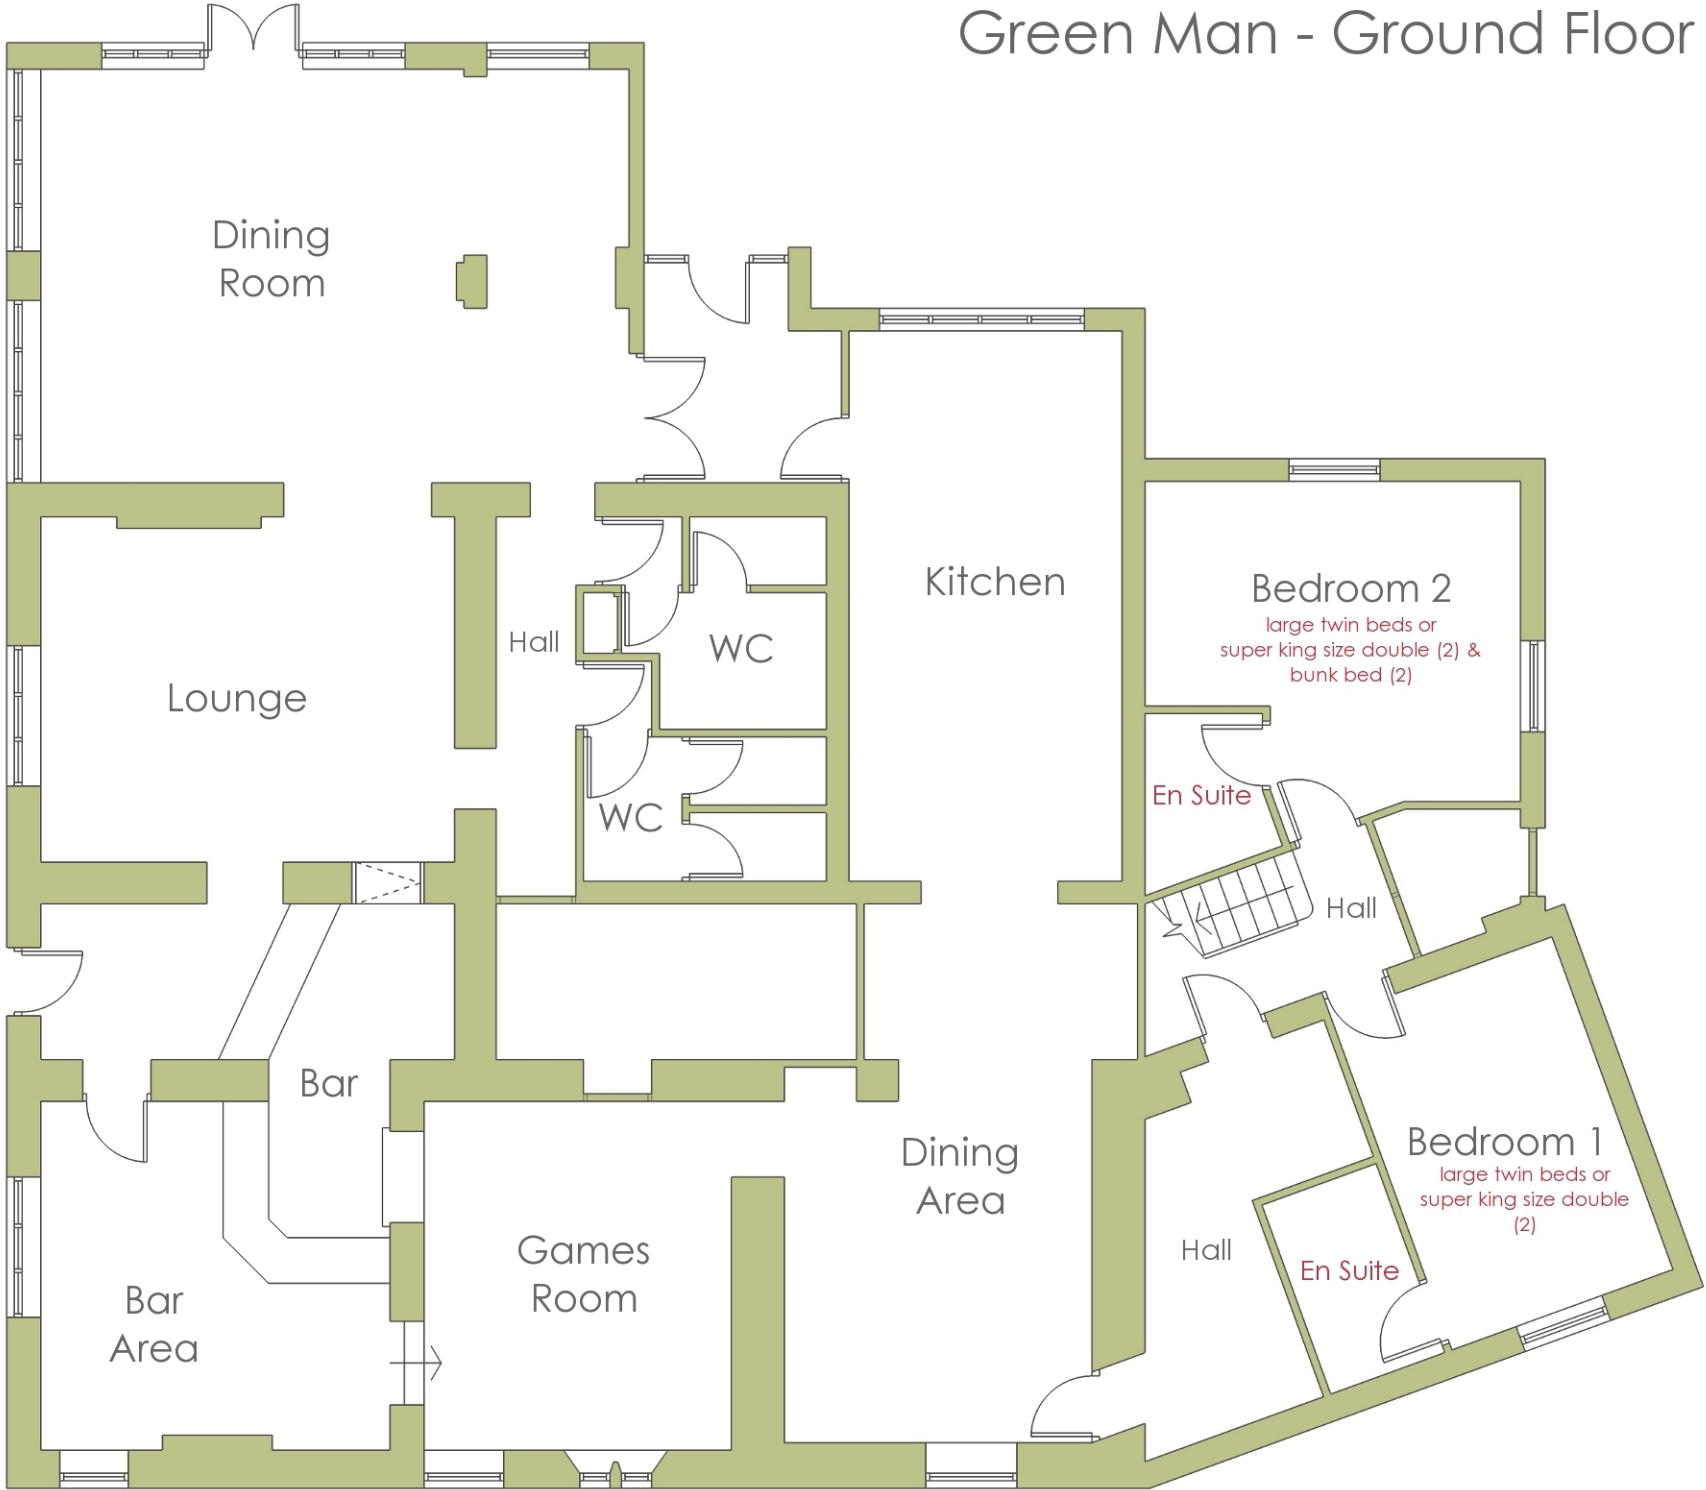 Green Man - Ground Floor
Dining
Room
Kitchen
Bedroom 2
large twin beds or
super king size double (2) &
bunk bed (2)
Hall
WC
Lounge
En Suite
WC
Hall
Bar
Bedroom 1
large twin beds or
super king size double
(2)
Dining
Area
Games
Room
Hall
En Suite
Bar
Area